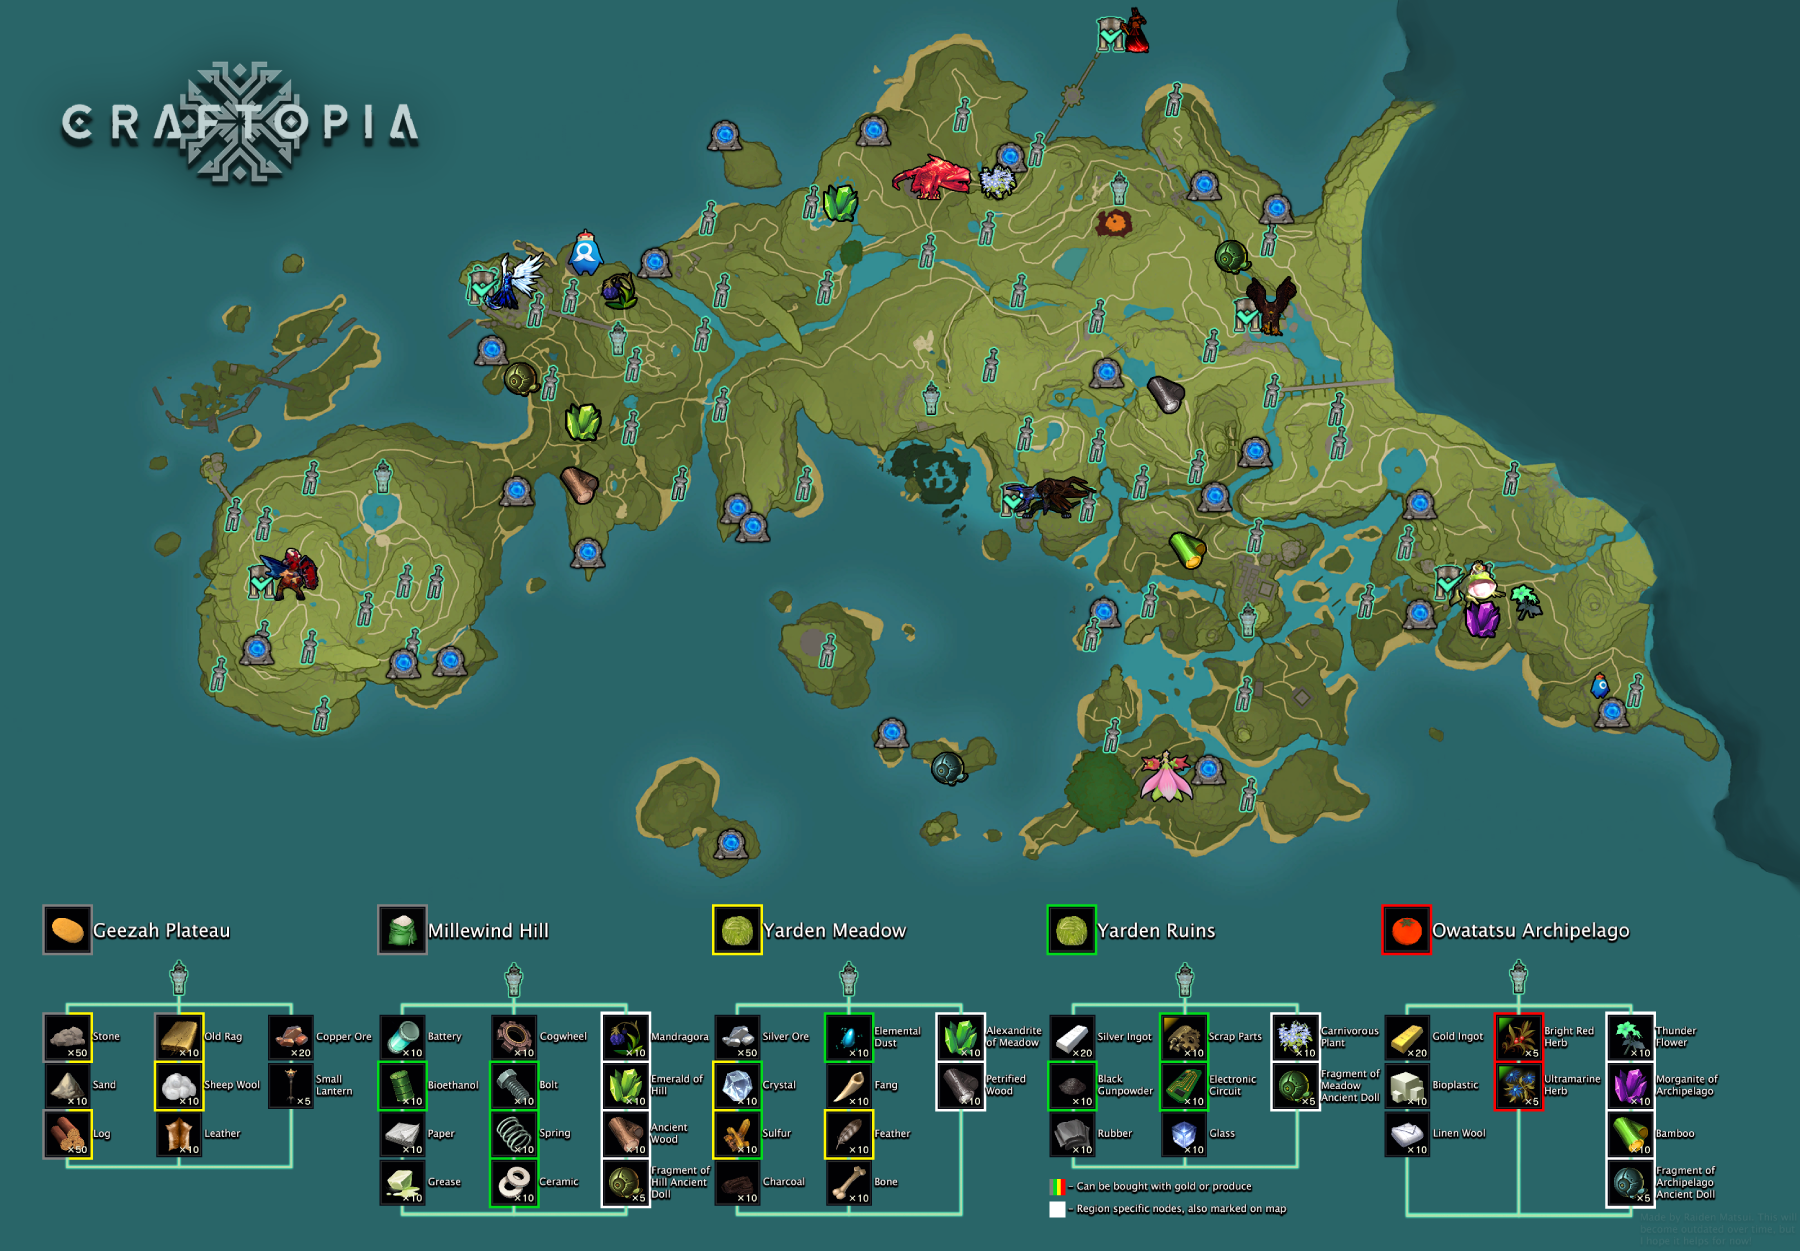 CRAFTOPIA
Geezah Plateau
Stone
×50
Old Rag
×10
Copper Ore
×20
Sand
×10
Sheep Wool
×10
Small
Lantern
×5
Log
×50
Leather
×10
Millewind Hill
Battery
×10
Cogwheel
×10
Mandragora
×10
Bioethanol
×10
Bolt
×10
Emerald of
Hill
×10
Paper
×10
Spring
×10
Ancient
Wood
×10
Grease
×10
Ceramic
×10
Fragment of
Hill Ancient
Doll
×5
Yarden Meadow
Silver Ore
×50
Elemental
Dust
×10
Alexandrite
of Meadow
×10
Crystal
×10
Fang
×10
Petrified
Wood
×10
Sulfur
×10
Feather
×10
Charcoal
×10
Bone
×10
Yarden Ruins
Silver Ingot
×20
Scrap Parts
×10
Carnivorous
Plant
×10
Black
Gunpowder
×10
Electronic
Circuit
×10
Fragment of
Meadow
Ancient Doll
×5
Rubber
×10
Glass
×10
- Can be bought with gold or produce
- Region specific nodes, also marked on map
Owatatsu Archipelago
Gold Ingot
×20
Bright Red
Herb
×5
Thunder
Flower
×10
Bioplastic
×10
Ultramarine
Herb
×5
Morganite of
Archipelago
×10
Linen Wool
×10
Bamboo
×10
Fragment of
Archipelago
Ancient Doll
×5